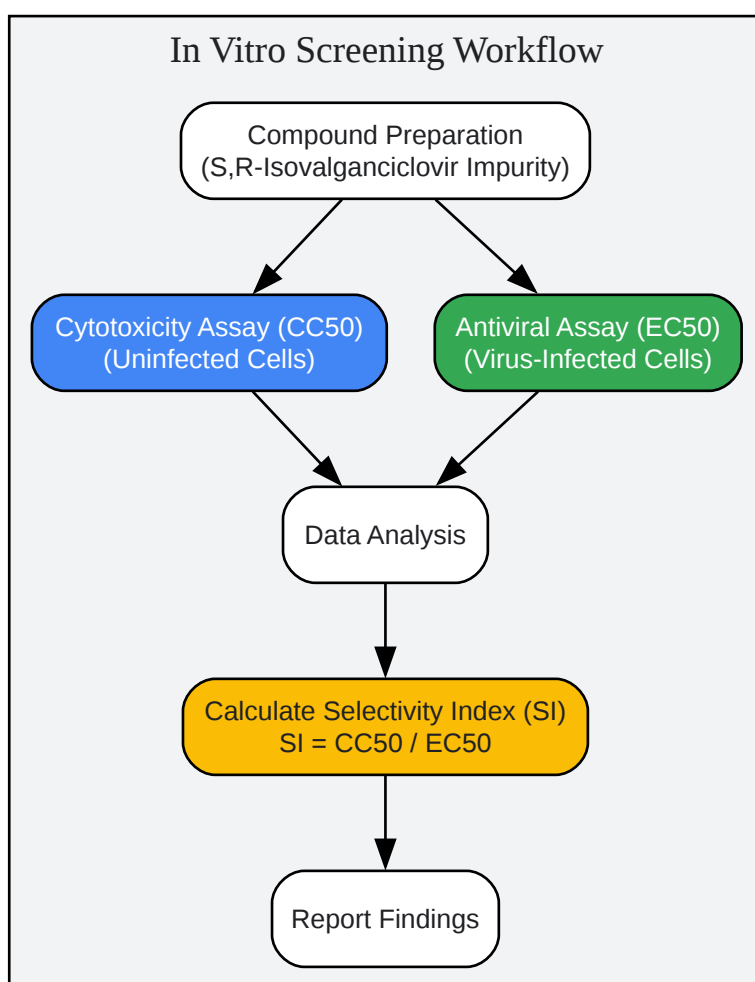 In Vitro Screening Workflow
Compound Preparation
(S,R-Isovalganciclovir Impurity)
Cytotoxicity Assay (CC50)
(Uninfected Cells)
Antiviral Assay (EC50)
(Virus-Infected Cells)
Data Analysis
Calculate Selectivity Index (SI)
SI = CC50 / EC50
Report Findings